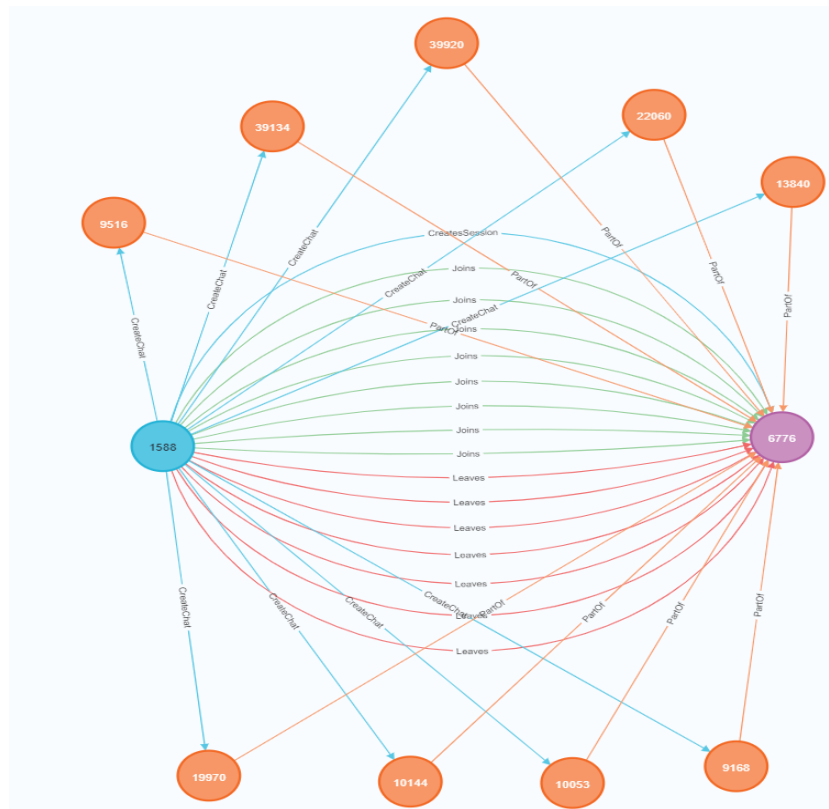 39920
22060
39134
13840
9516
CreatesSession
CreateChat
PartOf
Joins
CreateChat
PartOf
CreateChat
PartOf
Joins
PartOf
CreateChat
CreateChat
PartOf
Joins
Joins
Joins
Joins
Joins
1588
6776
Joins
Leaves
Leaves
Leaves
Leaves
Leaves
CreateChat
CreateChat
CreateChat
CreateChat
PartOf
PartOf
PartOf
PartOf
Leaves
Leaves
19970
10144
10053
9168